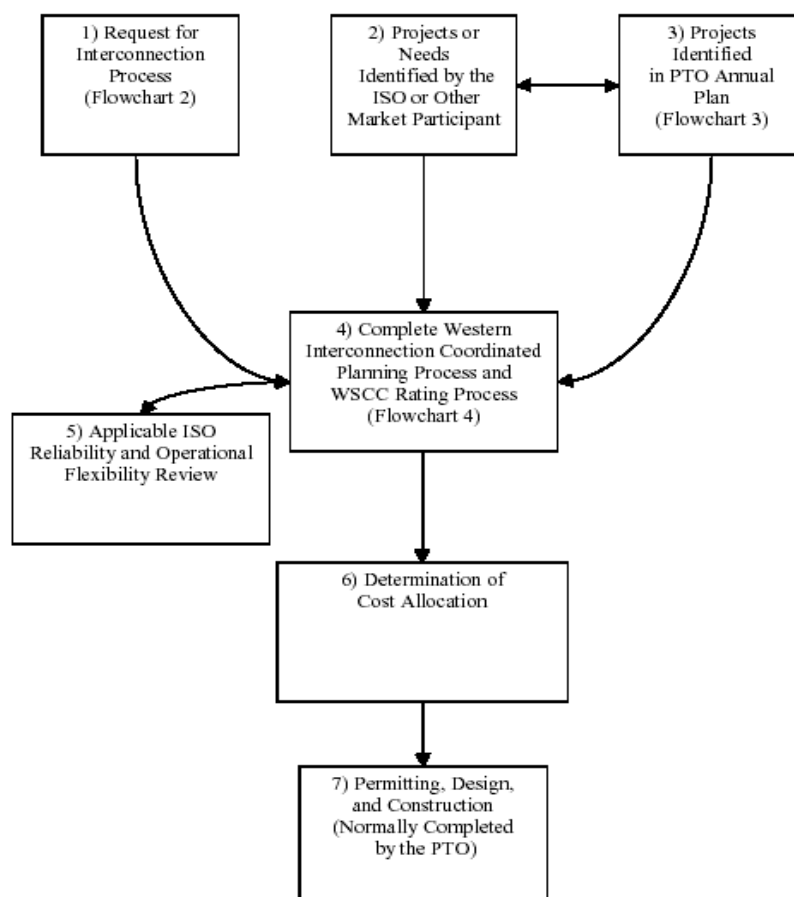 1) Request for
Interconnection
Process
(Flowchart 2)
2) Projects or
Needs
Identified by the
ISO or Other
Market Participant
3) Projects
Identified
in PTO Annual
Plan
(Flowchart 3)
4) Complete Western
Interconnection Coordinated
Planning Process and
WSCC Rating Process
(Flowchart 4)
5) Applicable ISO
Reliability and Operational
Flexibility Review
6) Determination of
Cost Allocation
7) Permitting, Design,
and Construction
(Normally Completed
by the PTO)